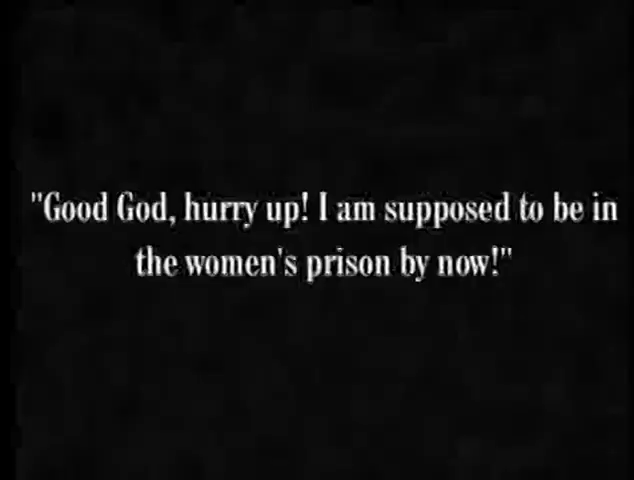 "Good God, hurry up! I am supposed to be in
the women's prison by now!"